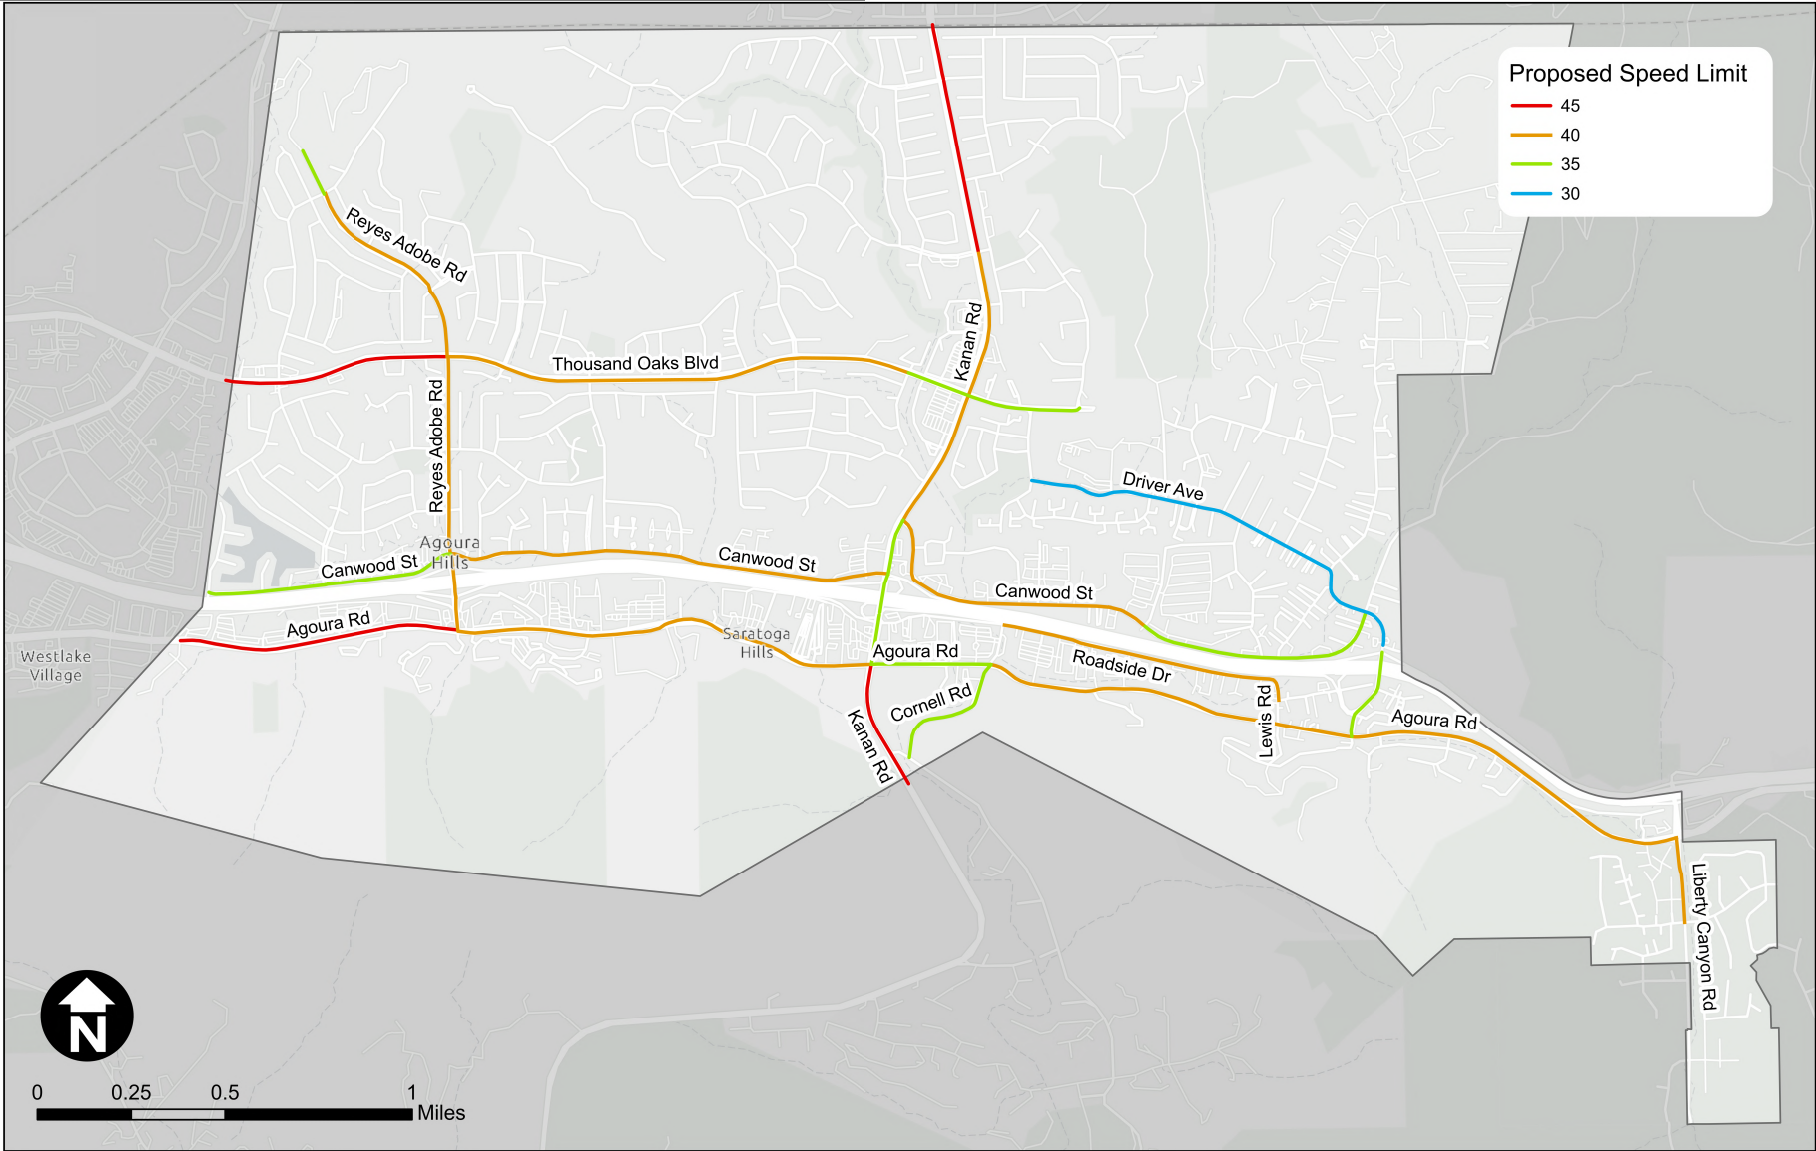 Proposed Speed Limit
45
40
35
30
Reyes Adobe Rd
Thousand Oaks Blvd
Kanan Rd
Reyes Adobe Rd
Driver Ave
Agoura
Hills
Canwood St
Canwood St
Canwood St
Agoura Rd
Saratoga
Hills
Agoura Rd
Roadside Dr
Westlake
Village
Cornell Rd
Kanan Rd
Lewis Rd
Agoura Rd
Liberty Canyon Rd
N
0 0.25 0.5 1
Miles